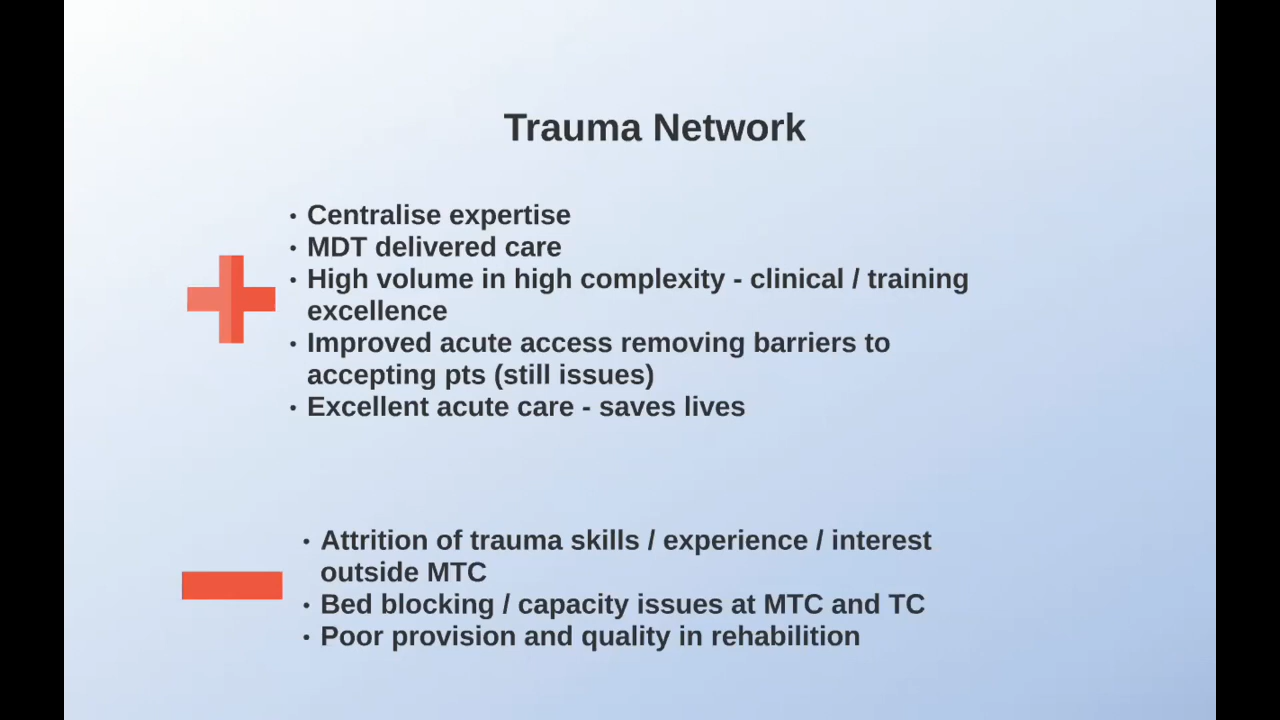 Trauma Network
• Centralise expertise
• MDT delivered care
• High volume in high complexity - clinical / training
excellence
• Improved acute access removing barriers to
accepting pts (still issues)
• Excellent acute care - saves lives
• Attrition of trauma skills / experience / interest
outside MTC
• Bed blocking / capacity issues at MTC and TC
• Poor provision and quality in rehabilition